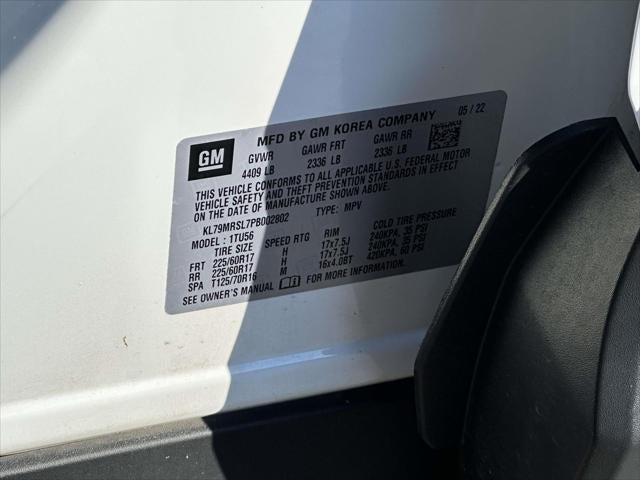 GM
MFD BY GM KOREA COMPANY 05/22
GVWR GAWR FRT GAWR RR
4409 LB 2336 LB 2336 LB
THIS VEHICLE CONFORMS TO ALL APPLICABLE U.S. FEDERAL MOTOR
VEHICLE SAFETY AND THEFT PREVENTION STANDARDS IN EFFECT
ON THE DATE OF MANUFACTURE SHOWN ABOVE.
KL79MRSL7PB002802 TYPE: MPV
MODEL: 1TU56
TIRE SIZE SPEED RTG RIM COLD TIRE PRESSURE
FRT 225/60R17 H 17x7.5J 240KPA, 35 PSI
RR 225/60R17 H 17x7.5J 240KPA, 35 PSI
SPA T125/70R16 M 16x4.0BT 420KPA, 60 PSI
SEE OWNER'S MANUAL FOR MORE INFORMATION.